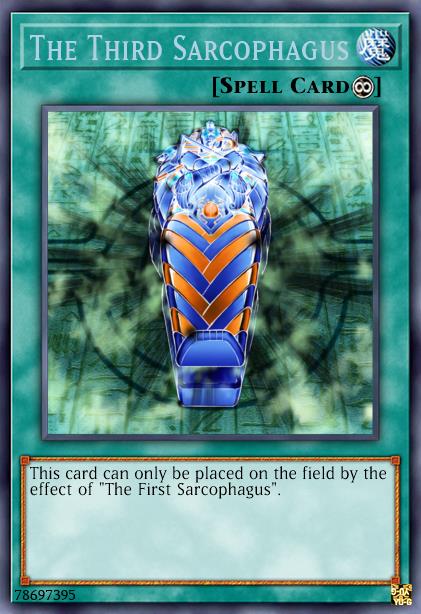 THE THIRD SARCOPHAGUS
魔
[SPELL CARD]
This card can only be placed on the field by the
effect of "The First Sarcophagus".
78697395